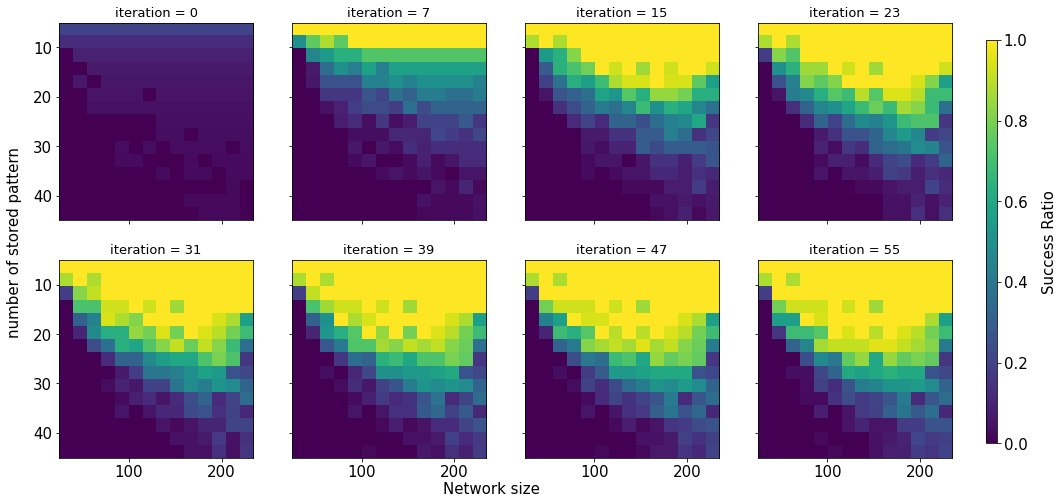 iteration = 0
iteration = 7
iteration = 15
iteration = 23
10
20
30
40
iteration = 31
iteration = 39
iteration = 47
iteration = 55
10
20
30
40
100
200
100
200
100
200
100
200
Network size
number of stored pattern
1.0
0.8
0.6
0.4
0.2
0.0
Success Ratio